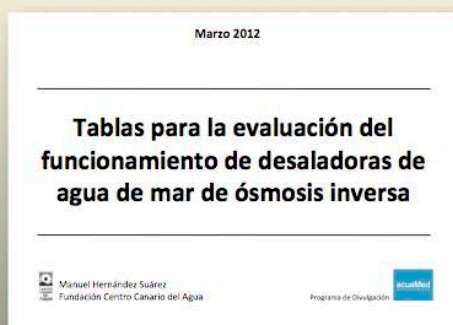 Marzo 2012
Tablas para la evaluación del
funcionamiento de desaladoras de
agua de mar de ósmosis inversa
Manuel Hernández Suárez
Fundación Centro Canario del Agua
Programa de Divulgación
acuaMed